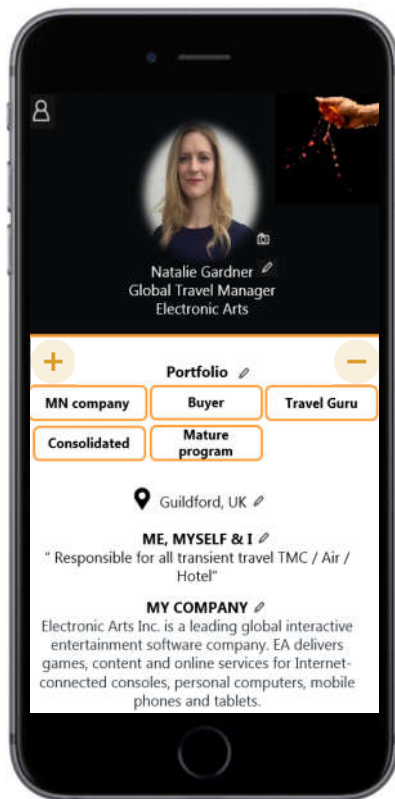 Natalie Gardner
Global Travel Manager
Electronic Arts
+
−
Portfolio
MN company
Buyer
Travel Guru
Consolidated
Mature
program
Guildford, UK
ME, MYSELF & I
" Responsible for all transient travel TMC / Air /
Hotel"
MY COMPANY
Electronic Arts Inc. is a leading global interactive
entertainment software company. EA delivers
games, content and online services for Internet-
connected consoles, personal computers, mobile
phones and tablets.